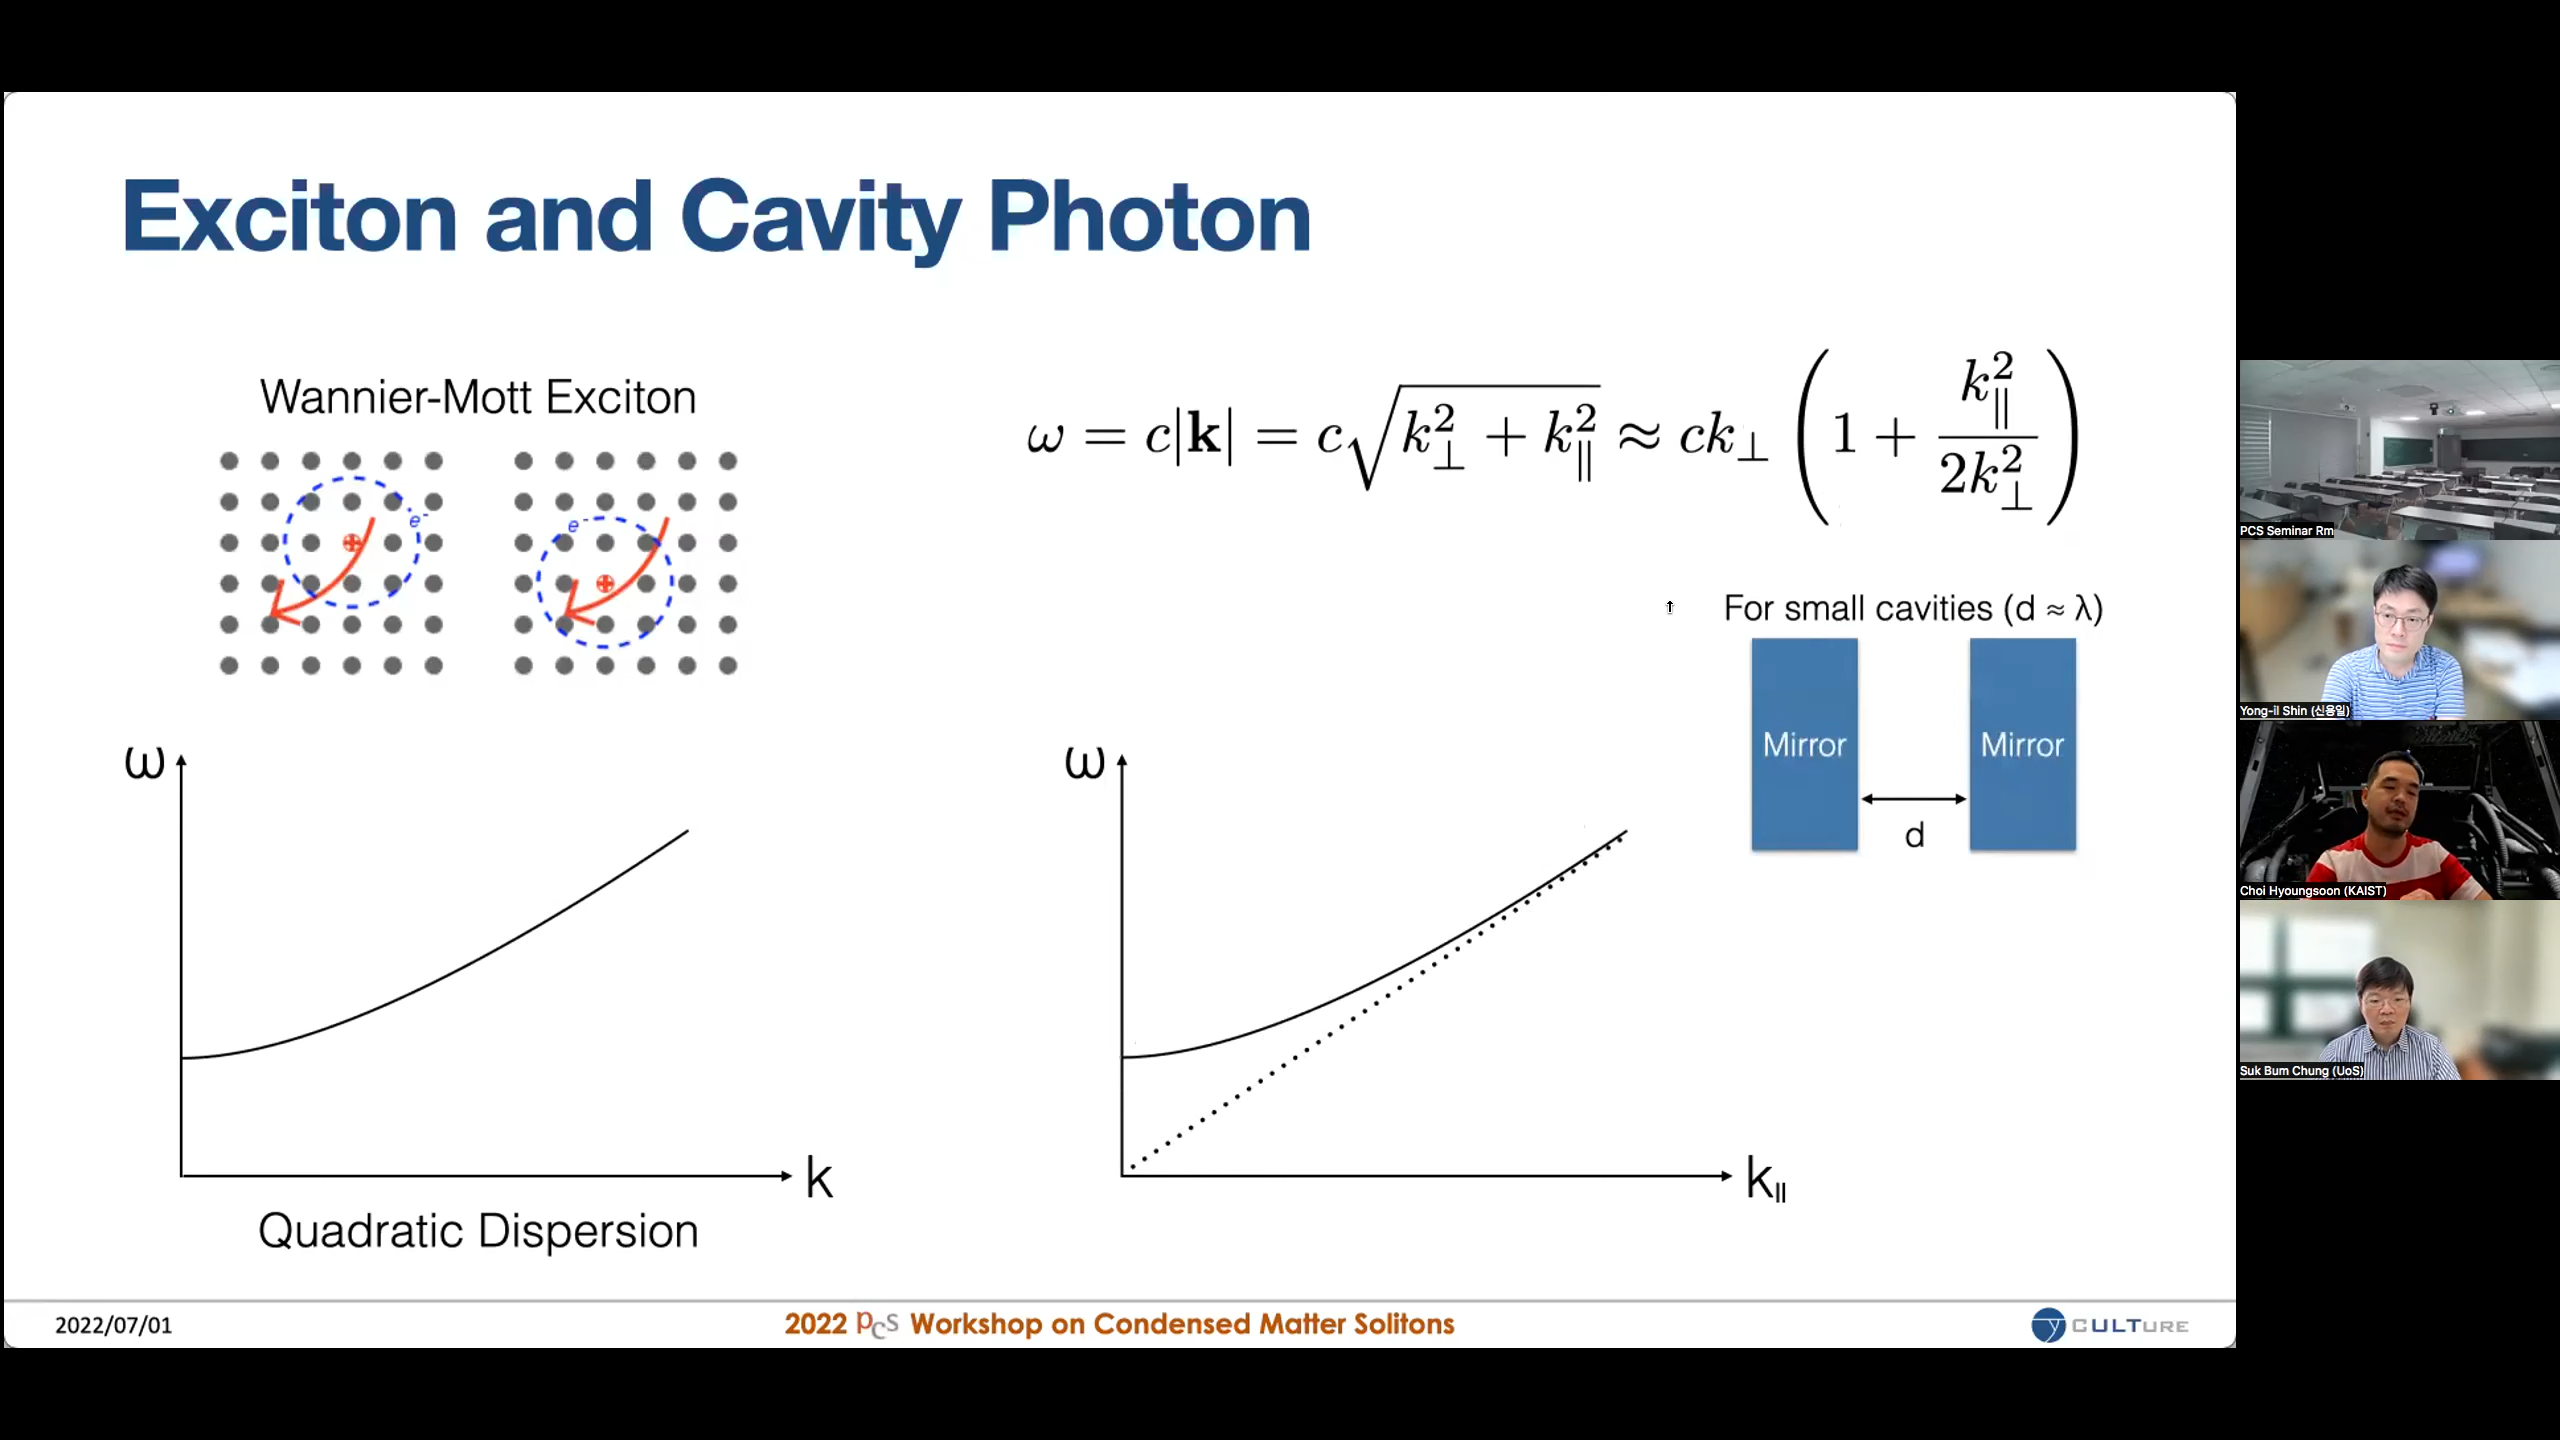 Exciton and Cavity Photon
Wannier-Mott Exciton
e⁻
e⁻
ω
k
Quadratic Dispersion
ω = c|k| = c√(k⊥² + k∥²) ≈ ck⊥ (1 + k∥² / 2k⊥²)
For small cavities (d ≈ λ)
Mirror
Mirror
d
ω
k∥
2022/07/01
2022 PCS Workshop on Condensed Matter Solitons
CULTURE
PCS Seminar Rm
Yong-il Shin (신용일)
Choi Hyoungsoon (KAIST)
Suk Bum Chung (UoS)